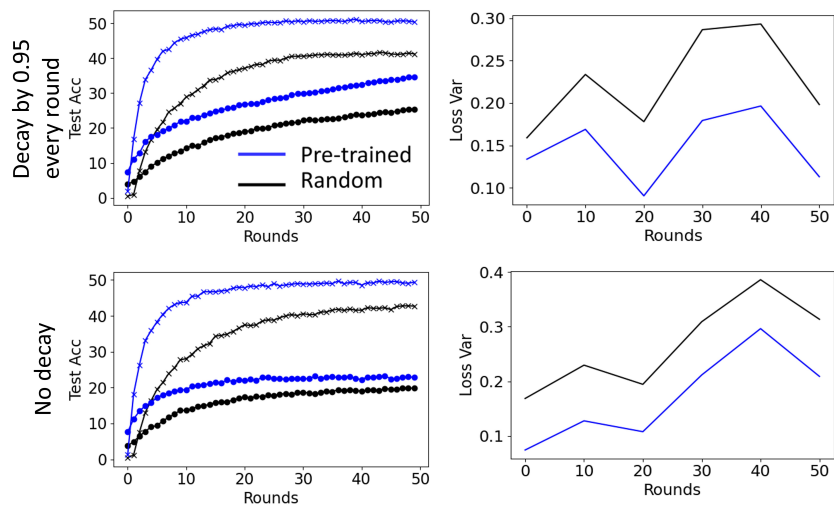 Decay by 0.95
every round
Test Acc
50
40
30
20
10
0
0 10 20 30 40 50
Rounds
Pre-trained
Random
Loss Var
0.30
0.25
0.20
0.15
0.10
0 10 20 30 40 50
Rounds
No decay
Test Acc
50
40
30
20
10
0
0 10 20 30 40 50
Rounds
Loss Var
0.4
0.3
0.2
0.1
0 10 20 30 40 50
Rounds